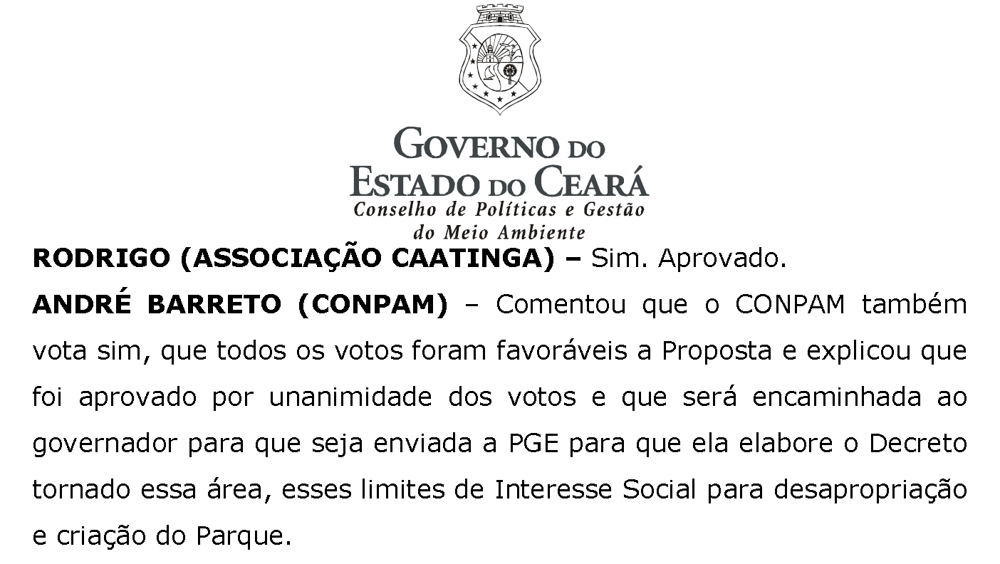 GOVERNO DO
ESTADO DO CEARÁ
Conselho de Políticas e Gestão
do Meio Ambiente
RODRIGO (ASSOCIAÇÃO CAATINGA) – Sim. Aprovado.
ANDRÉ BARRETO (CONPAM) – Comentou que o CONPAM também
vota sim, que todos os votos foram favoráveis a Proposta e explicou que
foi aprovado por unanimidade dos votos e que será encaminhada ao
governador para que seja enviada a PGE para que ela elabore o Decreto
tornado essa área, esses limites de Interesse Social para desapropriação
e criação do Parque.